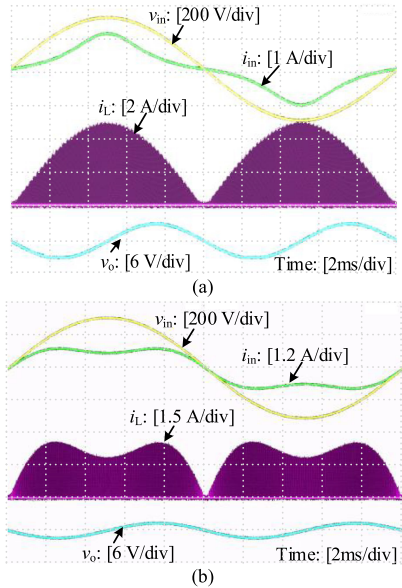 vin: [200 V/div]
iin: [1 A/div]
iL: [2 A/div]
vo: [6 V/div]
Time: [2ms/div]
(a)
vin: [200 V/div]
iin: [1.2 A/div]
iL: [1.5 A/div]
vo: [6 V/div]
Time: [2ms/div]
(b)